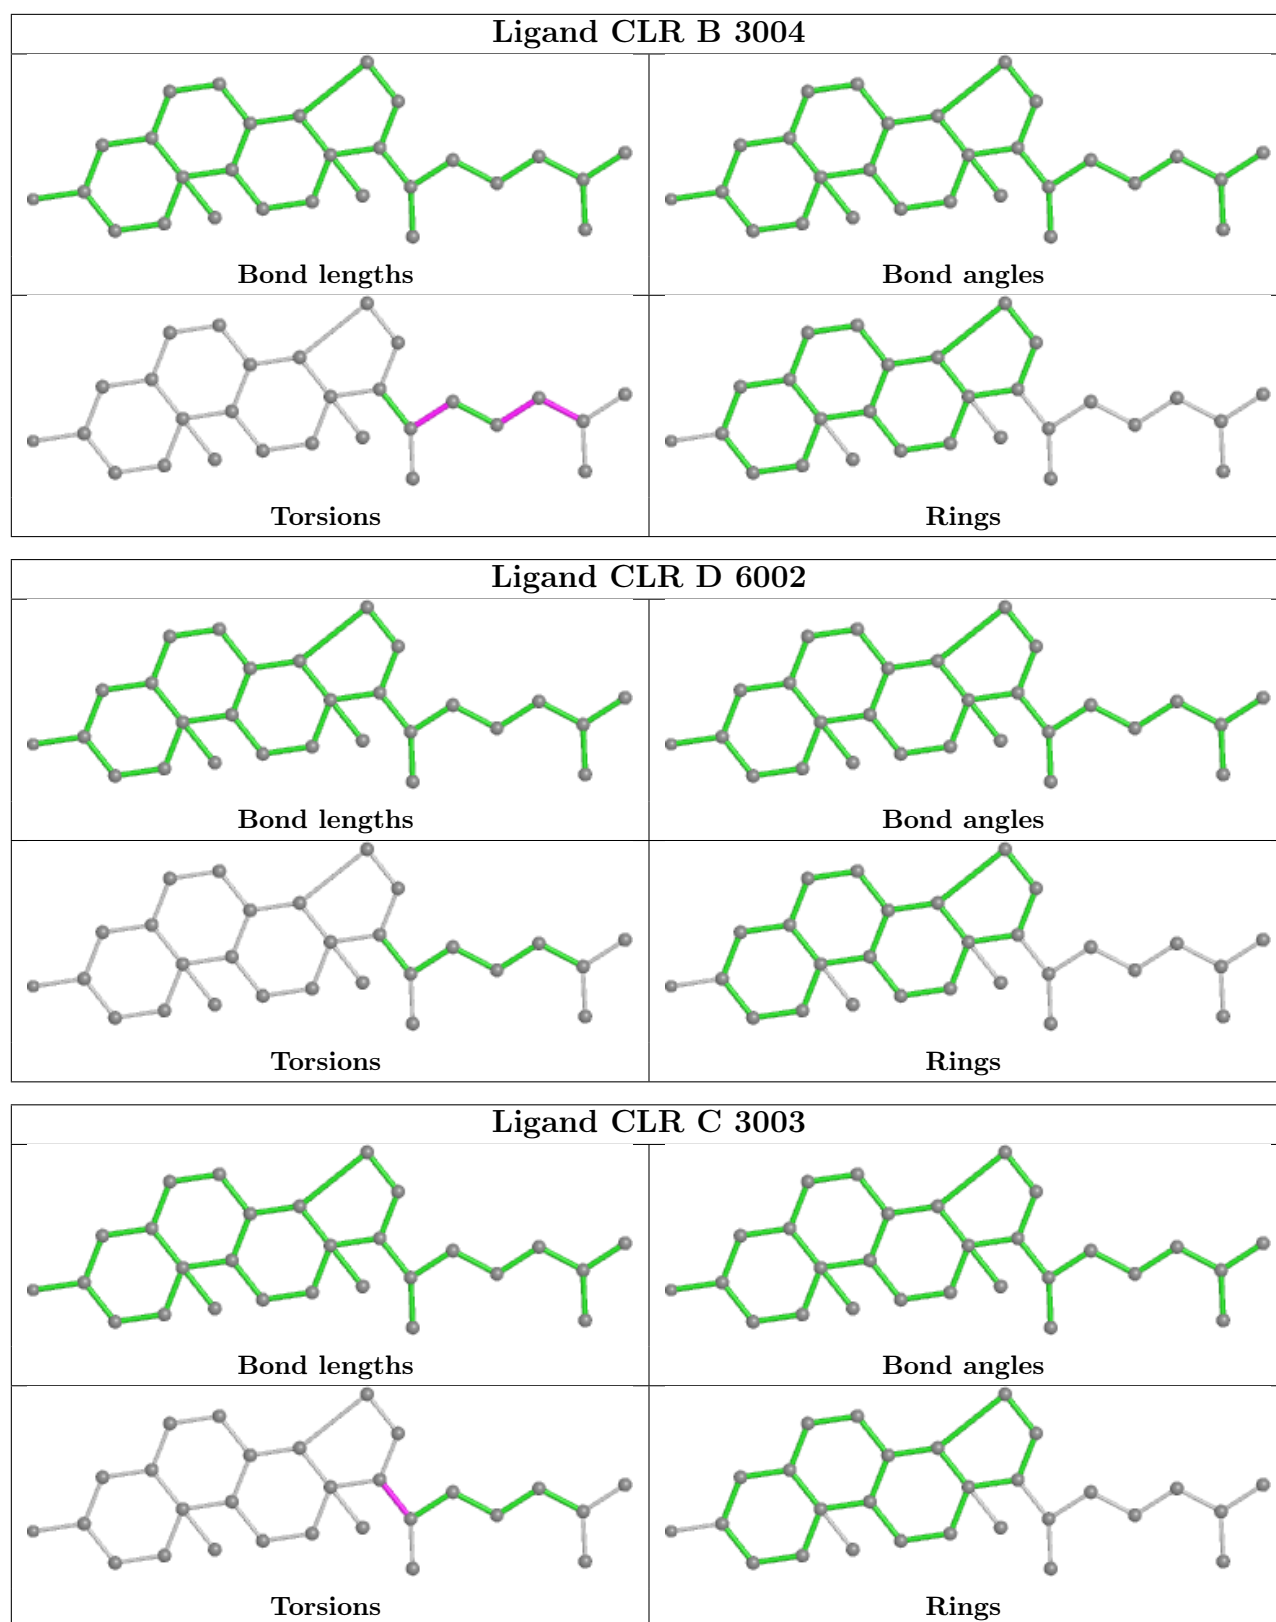 Ligand CLR B 3004
Bond lengths
Bond angles
Torsions
Rings
Ligand CLR D 6002
Bond lengths
Bond angles
Torsions
Rings
Ligand CLR C 3003
Bond lengths
Bond angles
Torsions
Rings